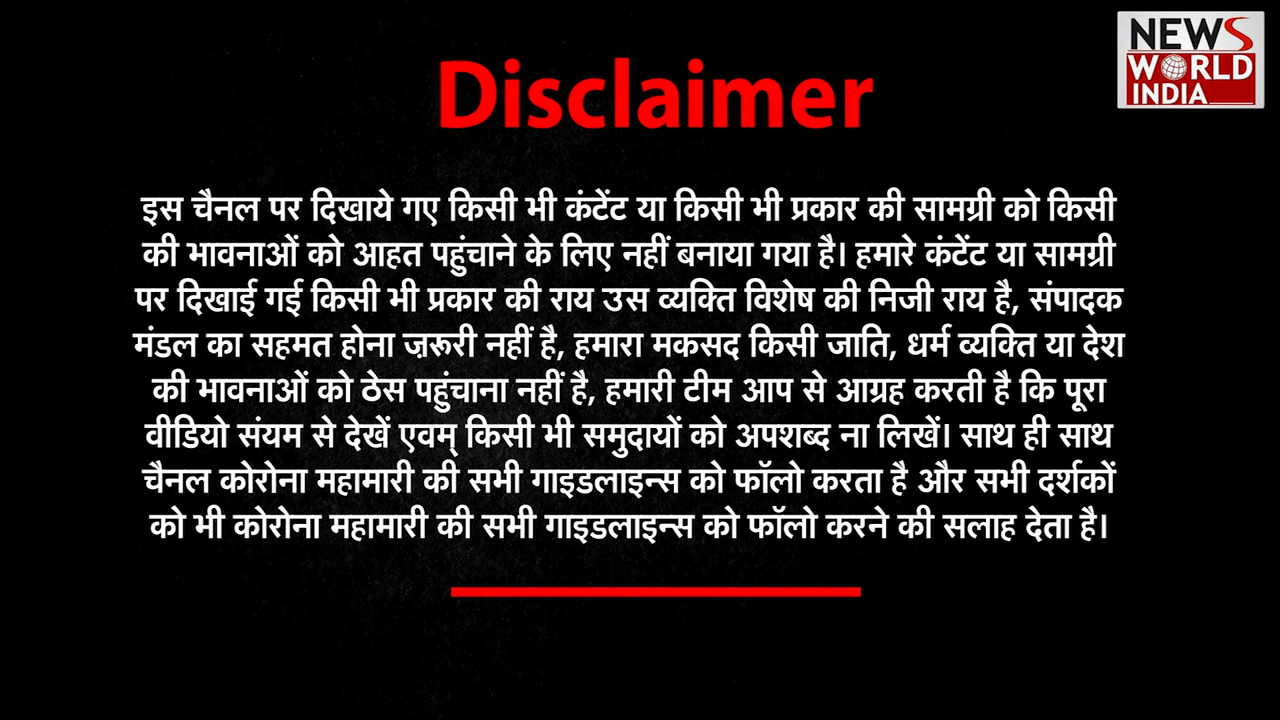 NEWS
WORLD
INDIA
Disclaimer
इस चैनल पर दिखाये गए किसी भी कंटेंट या किसी भी प्रकार की सामग्री को किसी
की भावनाओं को आहत पहुंचाने के लिए नहीं बनाया गया है। हमारे कंटेंट या सामग्री
पर दिखाई गई किसी भी प्रकार की राय उस व्यक्ति विशेष की निजी राय है, संपादक
मंडल का सहमत होना ज़रूरी नहीं है, हमारा मकसद किसी जाति, धर्म व्यक्ति या देश
की भावनाओं को ठेस पहुंचाना नहीं है, हमारी टीम आप से आग्रह करती है कि पूरा
वीडियो संयम से देखें एवम् किसी भी समुदायों को अपशब्द ना लिखें। साथ ही साथ
चैनल कोरोना महामारी की सभी गाइडलाइन्स को फॉलो करता है और सभी दर्शकों
को भी कोरोना महामारी की सभी गाइडलाइन्स को फॉलो करने की सलाह देता है।